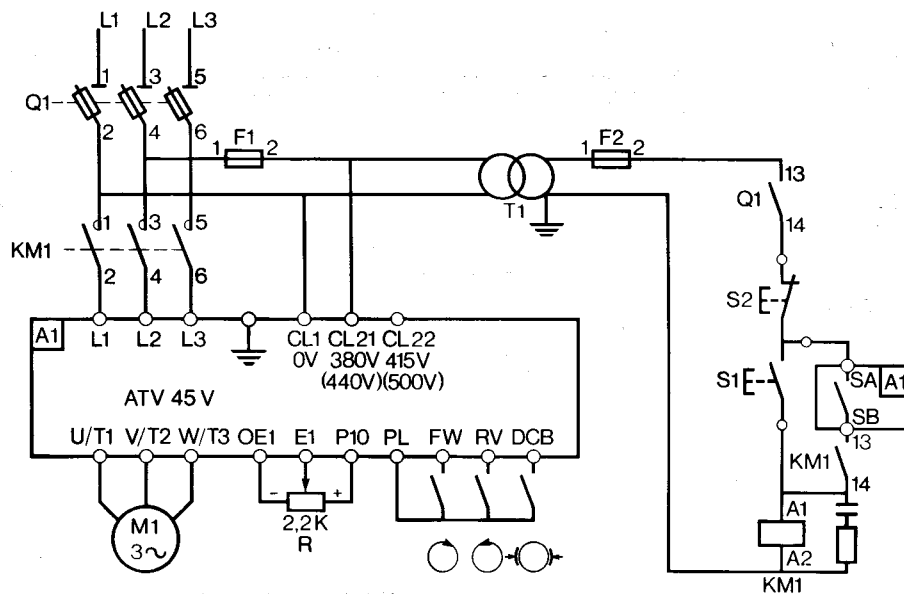 L1 L2 L3
1 3 5
Q1
2 4 6
1 F1 2
1 F2 2
T1
13
Q1
14
1 3 5
KM1
2 4 6
S2
A1 L1 L2 L3 CL1 CL21 CL22
0V 380V 415V
(440V) (500V)
ATV 45 V
S1
SA A1
SB
U/T1 V/T2 W/T3 OE1 E1 P10 PL FW RV DCB
13
KM1
14
- +
2,2K
R
M1
3~
A1
A2
KM1